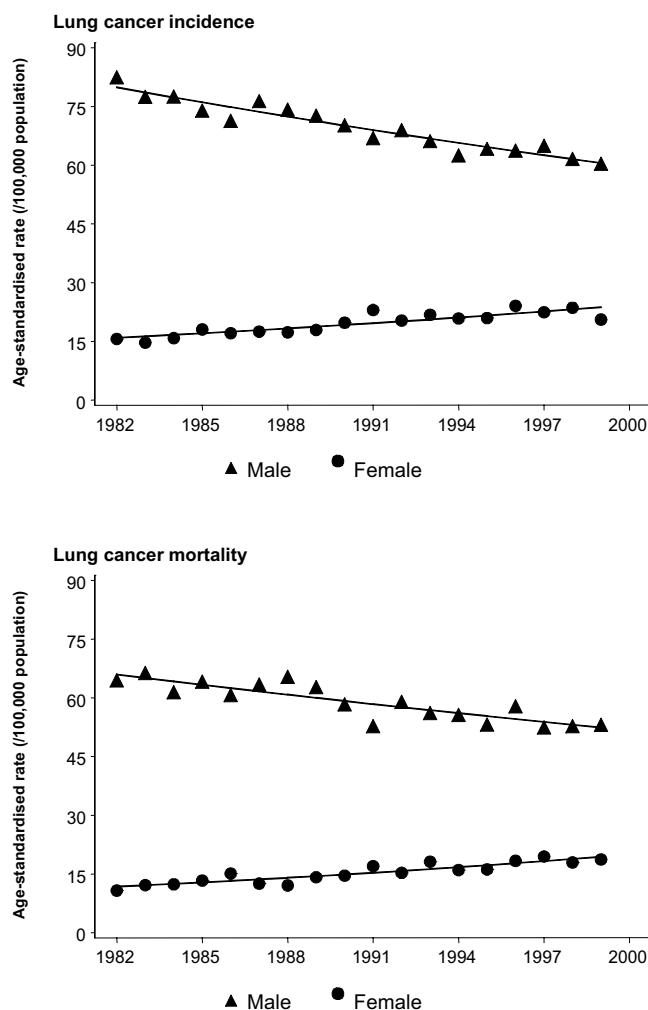 Lung cancer incidence
Age-standardised rate (/100,000 population)
90
75
60
45
30
15
0
1982 1985 1988 1991 1994 1997 2000
Male Female
Lung cancer mortality
Age-standardised rate (/100,000 population)
90
75
60
45
30
15
0
1982 1985 1988 1991 1994 1997 2000
Male Female